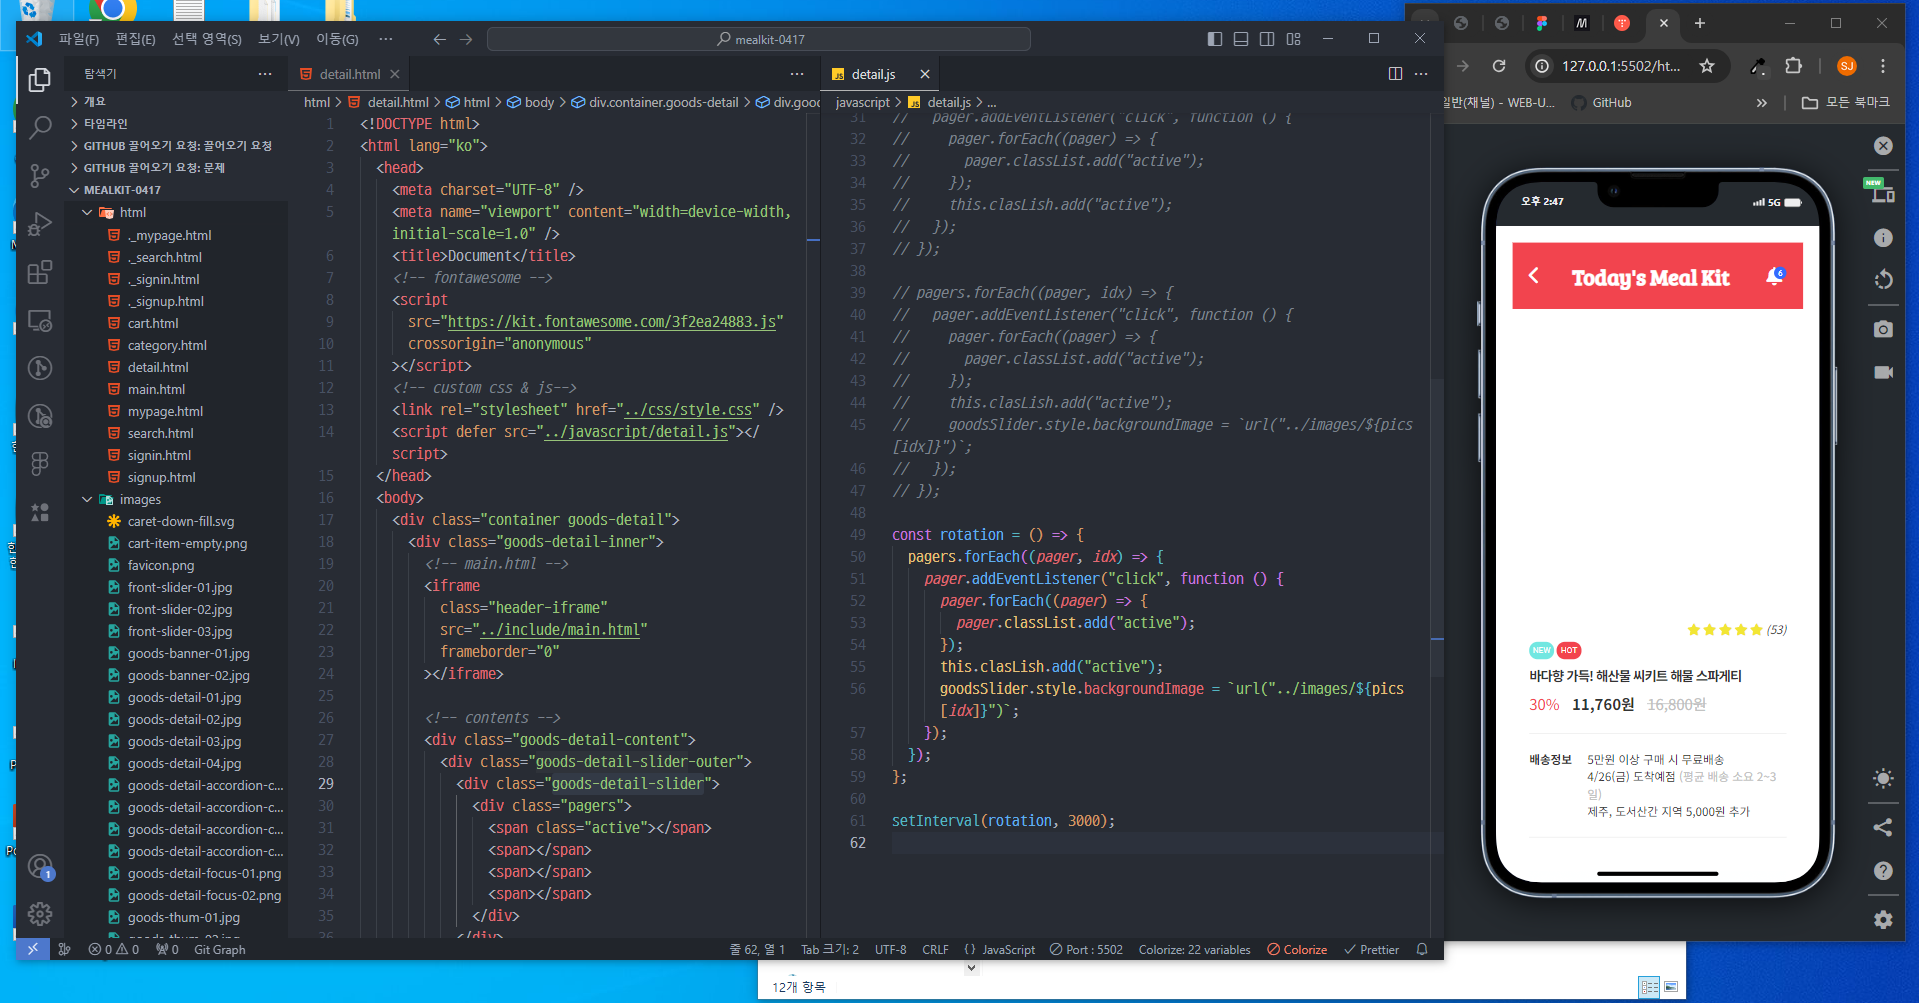 파일(F) 편집(E) 선택 영역(S) 보기(V) 이동(G) ···
mealkit-0417
탐색기
개요
타임라인
GITHUB 끌어오기 요청: 끌어오기 요청
GITHUB 끌어오기 요청: 문제
MEALKIT-0417
html
._mypage.html
._search.html
._signin.html
._signup.html
cart.html
category.html
detail.html
main.html
mypage.html
search.html
signin.html
signup.html
images
caret-down-fill.svg
cart-item-empty.png
favicon.png
front-slider-01.jpg
front-slider-02.jpg
front-slider-03.jpg
goods-banner-01.jpg
goods-banner-02.jpg
goods-detail-01.jpg
goods-detail-02.jpg
goods-detail-03.jpg
goods-detail-04.jpg
goods-detail-accordion-c...
goods-detail-accordion-c...
goods-detail-accordion-c...
goods-detail-accordion-c...
goods-detail-focus-01.png
goods-detail-focus-02.png
goods-thum-01.jpg
1
detail.html
html > detail.html > html > body > div.container.goods-detail > div.goo
1 <!DOCTYPE html>
2 <html lang="ko">
3 <head>
4 <meta charset="UTF-8" />
5 <meta name="viewport" content="width=device-width,
initial-scale=1.0" />
6 <title>Document</title>
7 <!-- fontawesome -->
8 <script
9 src="https://kit.fontawesome.com/3f2ea24883.js"
10 crossorigin="anonymous"
11 ></script>
12 <!-- custom css & js-->
13 <link rel="stylesheet" href="../css/style.css" />
14 <script defer src="../javascript/detail.js"></
script>
15 </head>
16 <body>
17 <div class="container goods-detail">
18 <div class="goods-detail-inner">
19 <!-- main.html -->
20 <iframe
21 class="header-iframe"
22 src="../include/main.html"
23 frameborder="0"
24 ></iframe>
25
26 <!-- contents -->
27 <div class="goods-detail-content">
28 <div class="goods-detail-slider-outer">
29 <div class="goods-detail-slider">
30 <div class="pagers">
31 <span class="active"></span>
32 <span></span>
33 <span></span>
34 <span></span>
35 </div>
36 </div>
JS detail.js
javascript > JS detail.js > ...
31 // pager.addEventListener("click", function () {
32 // pager.forEach((pager) => {
33 // pager.classList.add("active");
34 // });
35 // this.clasLish.add("active");
36 // });
37 // });
38
39 // pagers.forEach((pager, idx) => {
40 // pager.addEventListener("click", function () {
41 // pager.forEach((pager) => {
42 // pager.classList.add("active");
43 // });
44 // this.clasLish.add("active");
45 // goodsSlider.style.backgroundImage = `url("../images/${pics
[idx]}")`;
46 // });
47 // });
48
49 const rotation = () => {
50 pagers.forEach((pager, idx) => {
51 pager.addEventListener("click", function () {
52 pager.forEach((pager) => {
53 pager.classList.add("active");
54 });
55 this.clasLish.add("active");
56 goodsSlider.style.backgroundImage = `url("../images/${pics
[idx]}")`;
57 });
58 });
59 };
60
61 setInterval(rotation, 3000);
62
0 0 0 Git Graph 줄 62, 열 1 Tab 크기: 2 UTF-8 CRLF { } JavaScript Port : 5502 Colorize: 22 variables Colorize Prettier
12개 항목
127.0.0.1:5502/ht... SJ
일반(채널) - WEB-U... GitHub » 모든 북마크
NEW
오후 2:47 5G
Today's Meal Kit 6
(53)
NEW HOT
바다향 가득! 해산물 씨키트 해물 스파게티
30% 11,760원 16,800원
배송정보 5만원 이상 구매 시 무료배송
4/26(금) 도착예정 (평균 배송 소요 2~3
일)
제주, 도서산간 지역 5,000원 추가